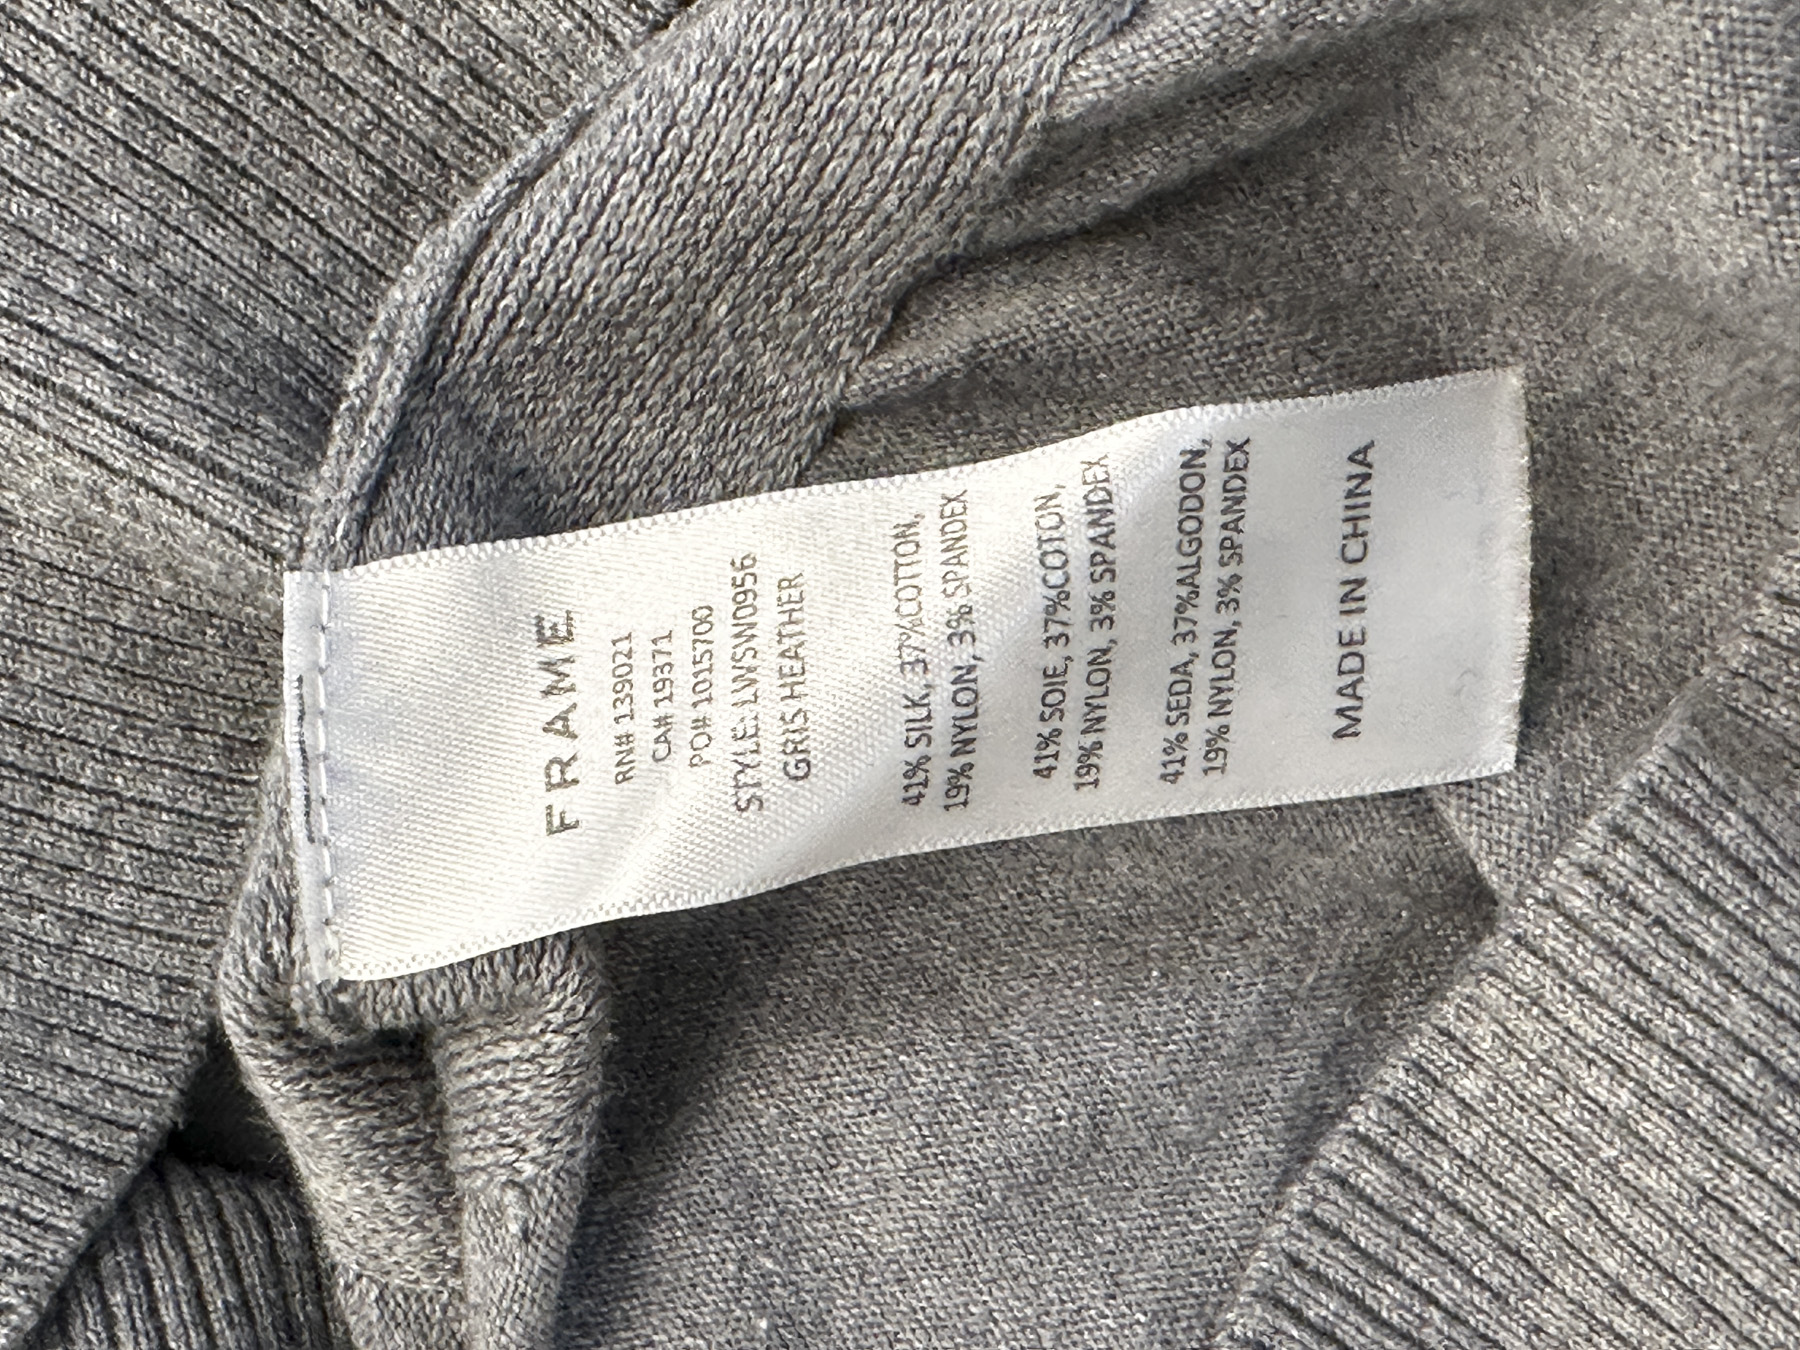 FRAME
RN# 139021
CA# 19371
PO# 1015700
STYLE: LWSW0956
GRIS HEATHER
41% SILK, 37%COTTON,
19% NYLON, 3% SPANDEX
41% SOIE, 37%COTON,
19% NYLON, 3% SPANDEX
41% SEDA, 37%ALGODON,
19% NYLON, 3% SPANDEX
MADE IN CHINA